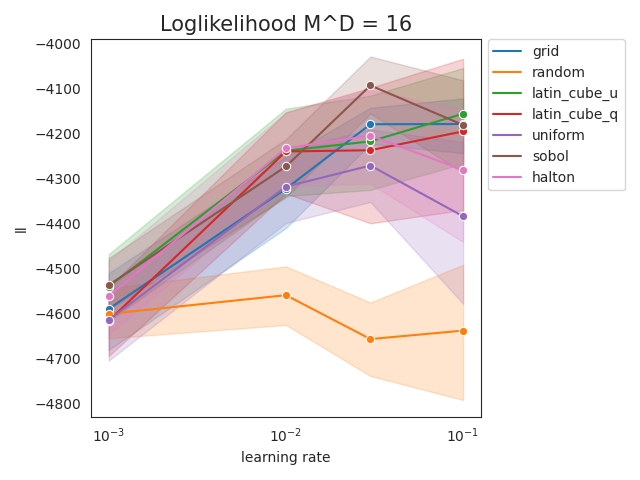 Loglikelihood M^D = 16
−4000
−4100
−4200
−4300
−4400
−4500
−4600
−4700
−4800
ll
10⁻³
10⁻²
10⁻¹
learning rate
grid
random
latin_cube_u
latin_cube_q
uniform
sobol
halton